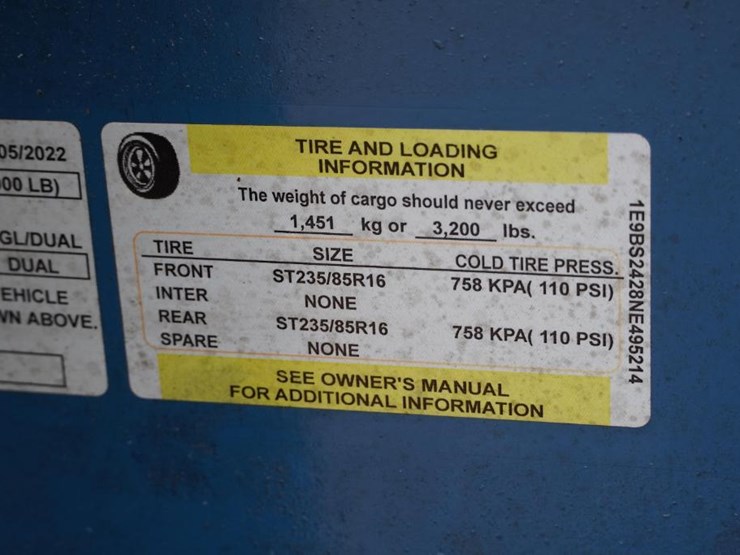 05/2022
00 LB)
GL/DUAL
DUAL
EHICLE
WN ABOVE.
TIRE AND LOADING
INFORMATION
The weight of cargo should never exceed
1,451 kg or 3,200 lbs.
TIRE SIZE COLD TIRE PRESS.
FRONT ST235/85R16 758 KPA( 110 PSI)
INTER NONE
REAR ST235/85R16 758 KPA( 110 PSI)
SPARE NONE
SEE OWNER'S MANUAL
FOR ADDITIONAL INFORMATION
1E9BS2428NE495214